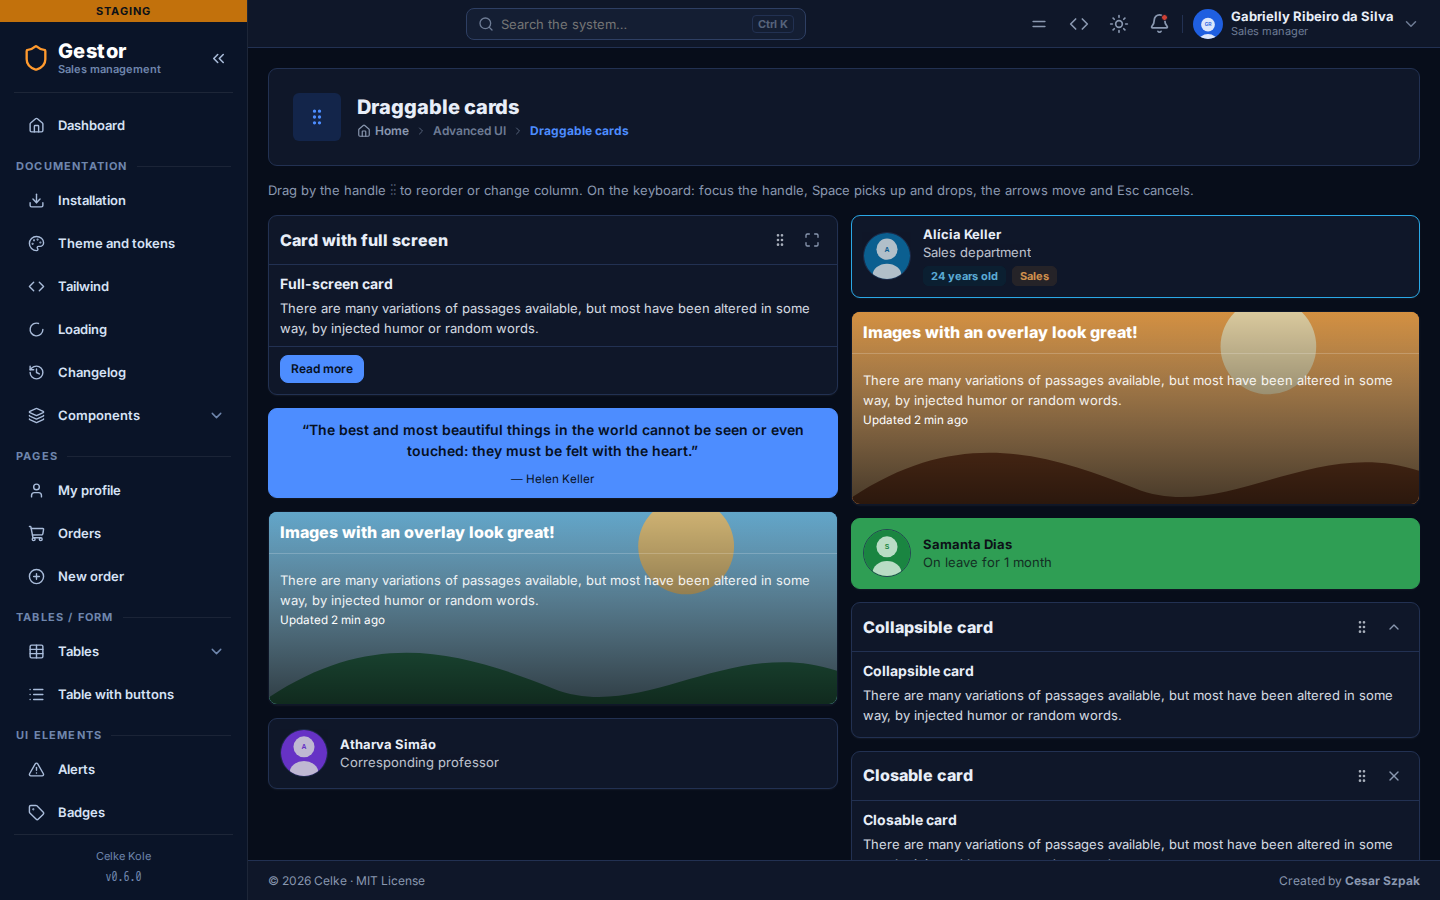 STAGING
Gestor
Sales management
Dashboard
DOCUMENTATION
Installation
Theme and tokens
Tailwind
Loading
Changelog
Components
PAGES
My profile
Orders
New order
TABLES / FORM
Tables
Table with buttons
UI ELEMENTS
Alerts
Badges
Celke Kole
v0.6.0
Search the system...
Ctrl K
GR
Gabrielly Ribeiro da Silva
Sales manager
Draggable cards
Home > Advanced UI > Draggable cards
Drag by the handle ⠿ to reorder or change column. On the keyboard: focus the handle, Space picks up and drops, the arrows move and Esc cancels.
Card with full screen
Full-screen card
There are many variations of passages available, but most have been altered in some
way, by injected humor or random words.
Read more
“The best and most beautiful things in the world cannot be seen or even
touched: they must be felt with the heart.”
— Helen Keller
Images with an overlay look great!
There are many variations of passages available, but most have been altered in some
way, by injected humor or random words.
Updated 2 min ago
A
Atharva Simão
Corresponding professor
A
Alícia Keller
Sales department
24 years old
Sales
Images with an overlay look great!
There are many variations of passages available, but most have been altered in some
way, by injected humor or random words.
Updated 2 min ago
S
Samanta Dias
On leave for 1 month
Collapsible card
Collapsible card
There are many variations of passages available, but most have been altered in some
way, by injected humor or random words.
Closable card
Closable card
There are many variations of passages available, but most have been altered in some
© 2026 Celke · MIT License
Created by Cesar Szpak